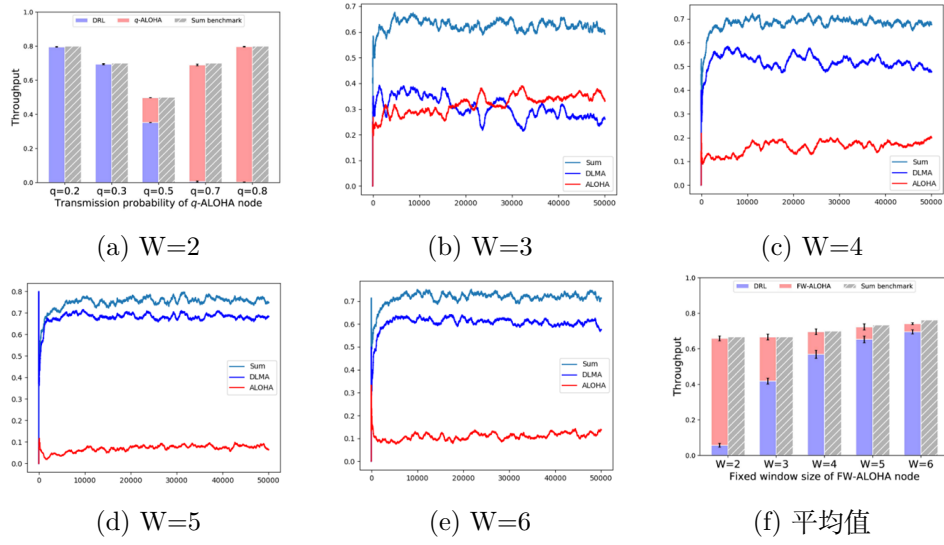 DRL q-ALOHA Sum benchmark
1.0
0.8
0.6
0.4
0.2
0.0
Throughput
q=0.2 q=0.3 q=0.5 q=0.7 q=0.8
Transmission probability of q-ALOHA node
(a) W=2
0.7
0.6
0.5
0.4
0.3
0.2
0.1
0.0
Sum
DLMA
ALOHA
0 10000 20000 30000 40000 50000
(b) W=3
0.7
0.6
0.5
0.4
0.3
0.2
0.1
0.0
Sum
DLMA
ALOHA
0 10000 20000 30000 40000 50000
(c) W=4
0.8
0.7
0.6
0.5
0.4
0.3
0.2
0.1
0.0
Sum
DLMA
ALOHA
0 10000 20000 30000 40000 50000
(d) W=5
0.7
0.6
0.5
0.4
0.3
0.2
0.1
0.0
Sum
DLMA
ALOHA
0 10000 20000 30000 40000 50000
(e) W=6
DRL FW-ALOHA Sum benchmark
1.0
0.8
0.6
0.4
0.2
0.0
Throughput
W=2 W=3 W=4 W=5 W=6
Fixed window size of FW-ALOHA node
(f) 平均值